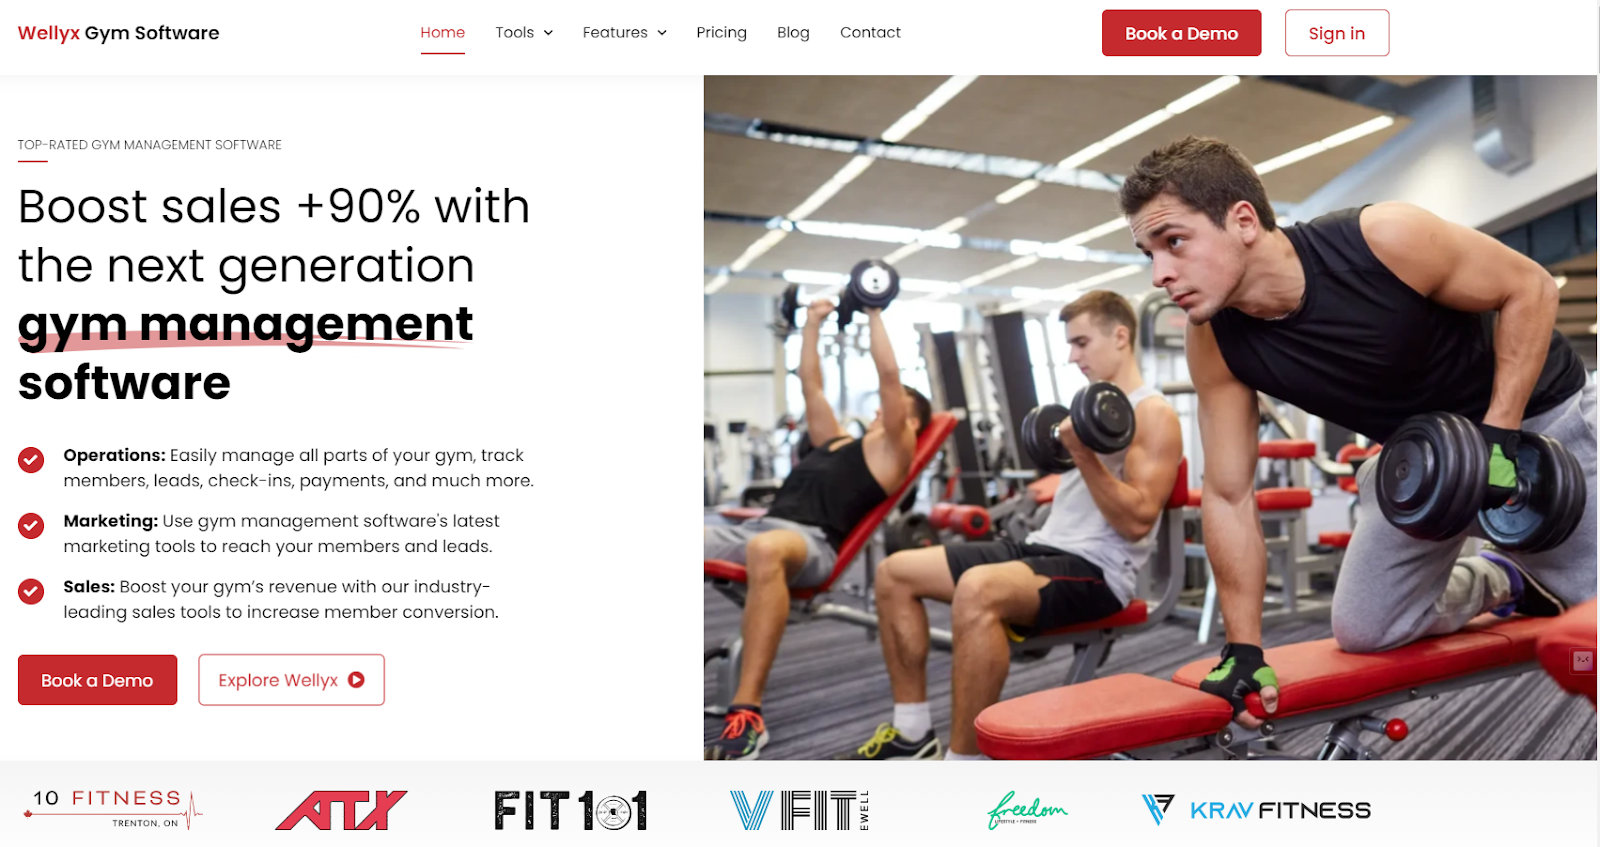 Wellyx Gym Software
Home
Tools
Features
Pricing
Blog
Contact
Book a Demo
Sign in
TOP-RATED GYM MANAGEMENT SOFTWARE
Boost sales +90% with
the next generation
gym management
software
Operations: Easily manage all parts of your gym, track
members, leads, check-ins, payments, and much more.
Marketing: Use gym management software's latest
marketing tools to reach your members and leads.
Sales: Boost your gym’s revenue with our industry-
leading sales tools to increase member conversion.
Book a Demo
Explore Wellyx
10 FITNESS
TRENTON, ON
ATX
FIT101
VFIT
EWELL
freedom
LIFESTYLE + FITNESS
KRAV FITNESS